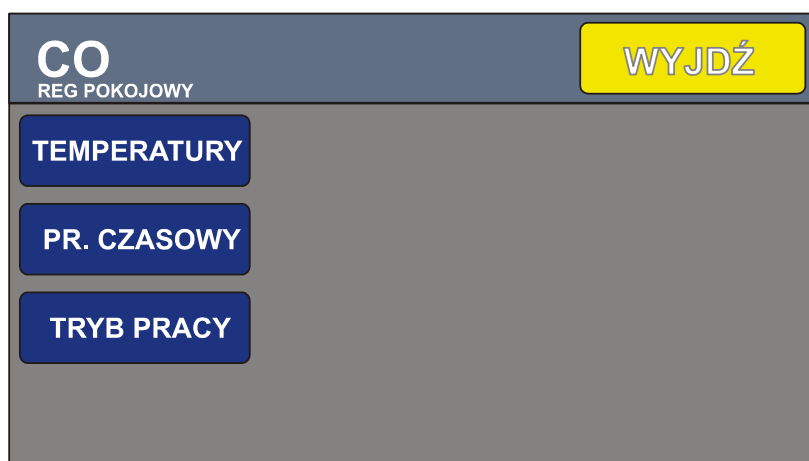 CO
REG POKOJOWY
WYJDŹ
TEMPERATURY
PR. CZASOWY
TRYB PRACY